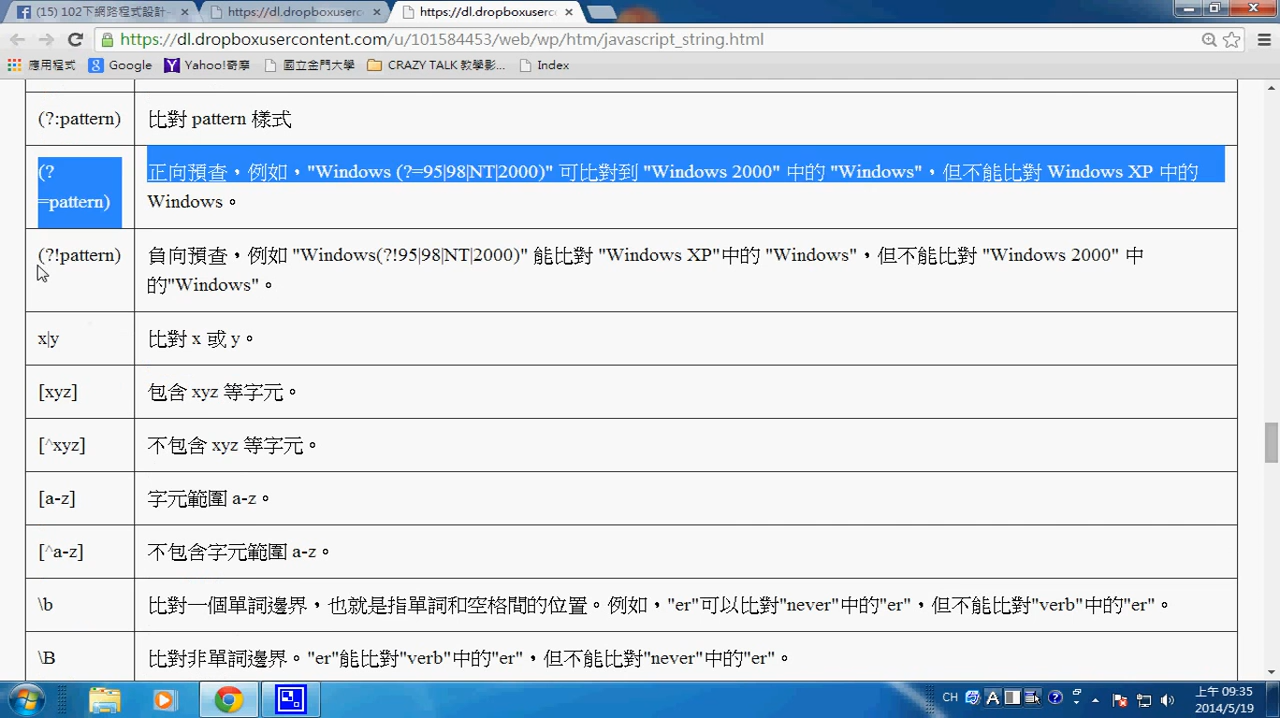 (15) 102下網路程式設計-
https://dl.dropboxuserc
https://dl.dropboxuserc
https://dl.dropboxusercontent.com/u/101584453/web/wp/htm/javascript_string.html
應用程式 Google Yahoo!奇摩 國立金門大學 CRAZY TALK 教學影... Index
(?:pattern) 比對 pattern 樣式
(?
=pattern)
正向預查，例如，"Windows (?=95|98|NT|2000)" 可比對到 "Windows 2000" 中的 "Windows"，但不能比對 Windows XP 中的
Windows。
(?!pattern) 負向預查，例如 "Windows(?!95|98|NT|2000)" 能比對 "Windows XP"中的 "Windows"，但不能比對 "Windows 2000" 中
的"Windows"。
x|y 比對 x 或 y。
[xyz] 包含 xyz 等字元。
[^xyz] 不包含 xyz 等字元。
[a-z] 字元範圍 a-z。
[^a-z] 不包含字元範圍 a-z。
\b 比對一個單詞邊界，也就是指單詞和空格間的位置。例如，"er"可以比對"never"中的"er"，但不能比對"verb"中的"er"。
\B 比對非單詞邊界。"er"能比對"verb"中的"er"，但不能比對"never"中的"er"。
CH A 上午 09:35
2014/5/19